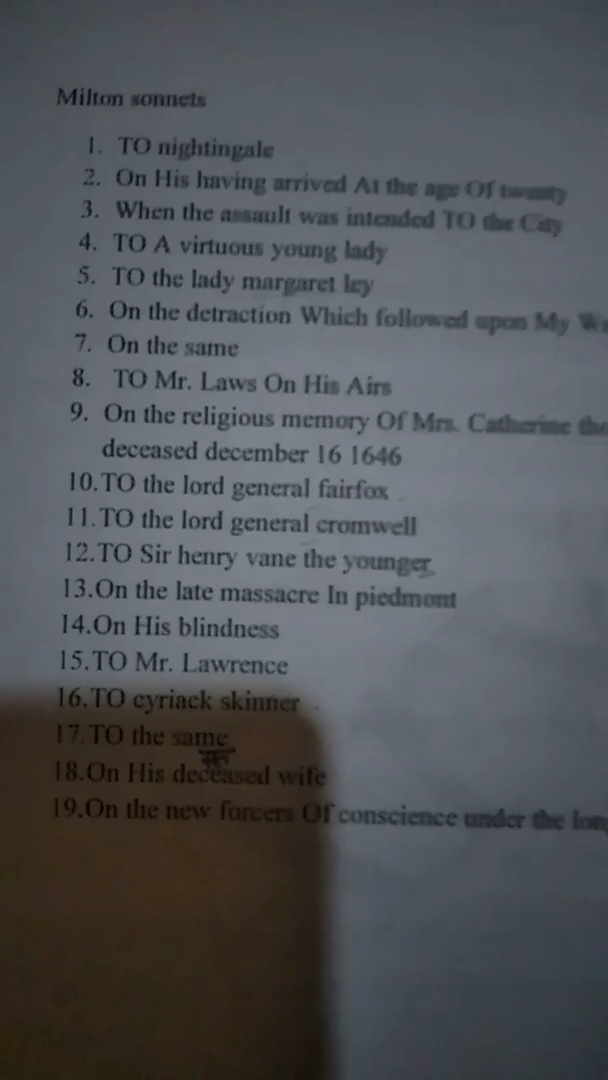 Milton sonnets
1. TO nightingale
2. On His having arrived At the age Of twenty
3. When the assault was intended TO the City
4. TO A virtuous young lady
5. TO the lady margaret ley
6. On the detraction Which followed upon My
7. On the same
8. TO Mr. Laws On His Airs
9. On the religious memory Of Mrs. Catherine
deceased december 16 1646
10.TO the lord general fairfox
11.TO the lord general cromwell
12.TO Sir henry vane the younger
13.On the late massacre In piedmont
14.On His blindness
15.TO Mr. Lawrence
16.TO cyriack skinner
17.TO the same
18.On His deceased wife
19.On the new forcers Of conscience under the